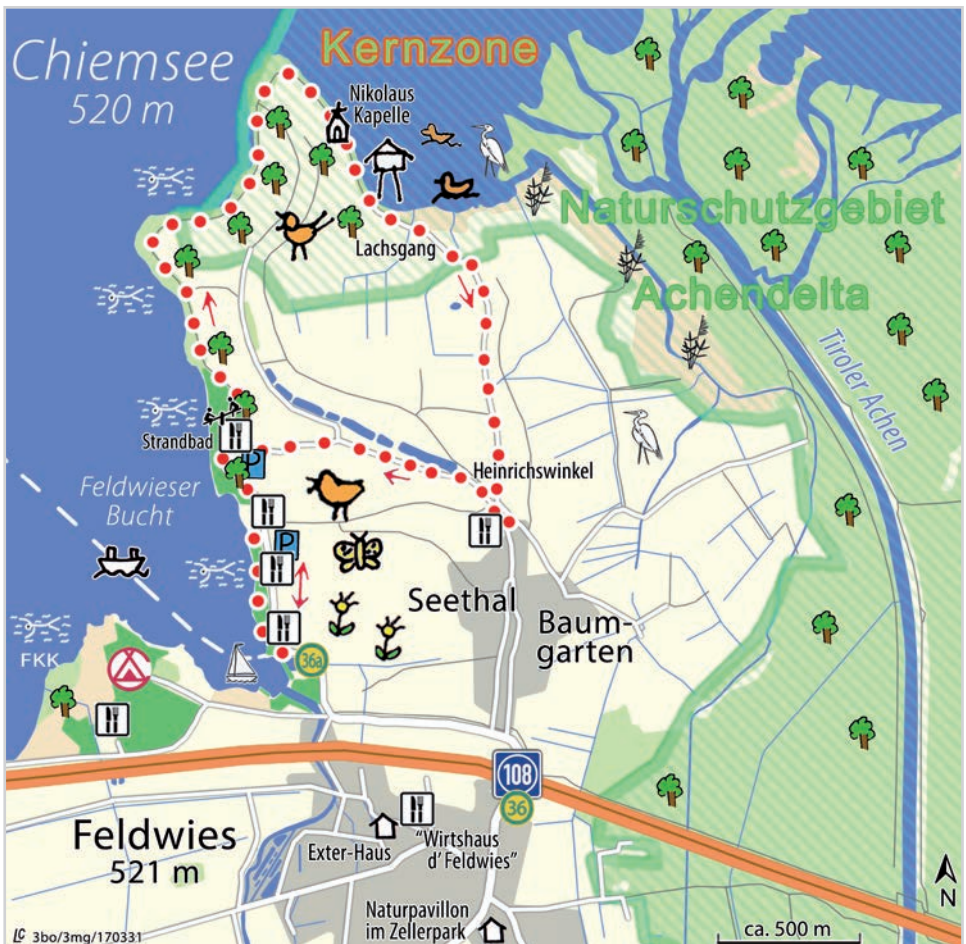 Chiemsee
520 m
Kernzone
Nikolaus
Kapelle
Naturschutzgebiet
Achendelta
Lachsgang
Tiroler Achen
Strandbad
P
Heinrichswinkel
Feldwieser
Bucht
P
Seethal
Baum-
garten
FKK
36a
108
36
Feldwies
521 m
Exter-Haus
"Wirtshaus
d' Feldwies"
Naturpavillon
im Zellerpark
N
LC 3bo/3mg/170331
ca. 500 m